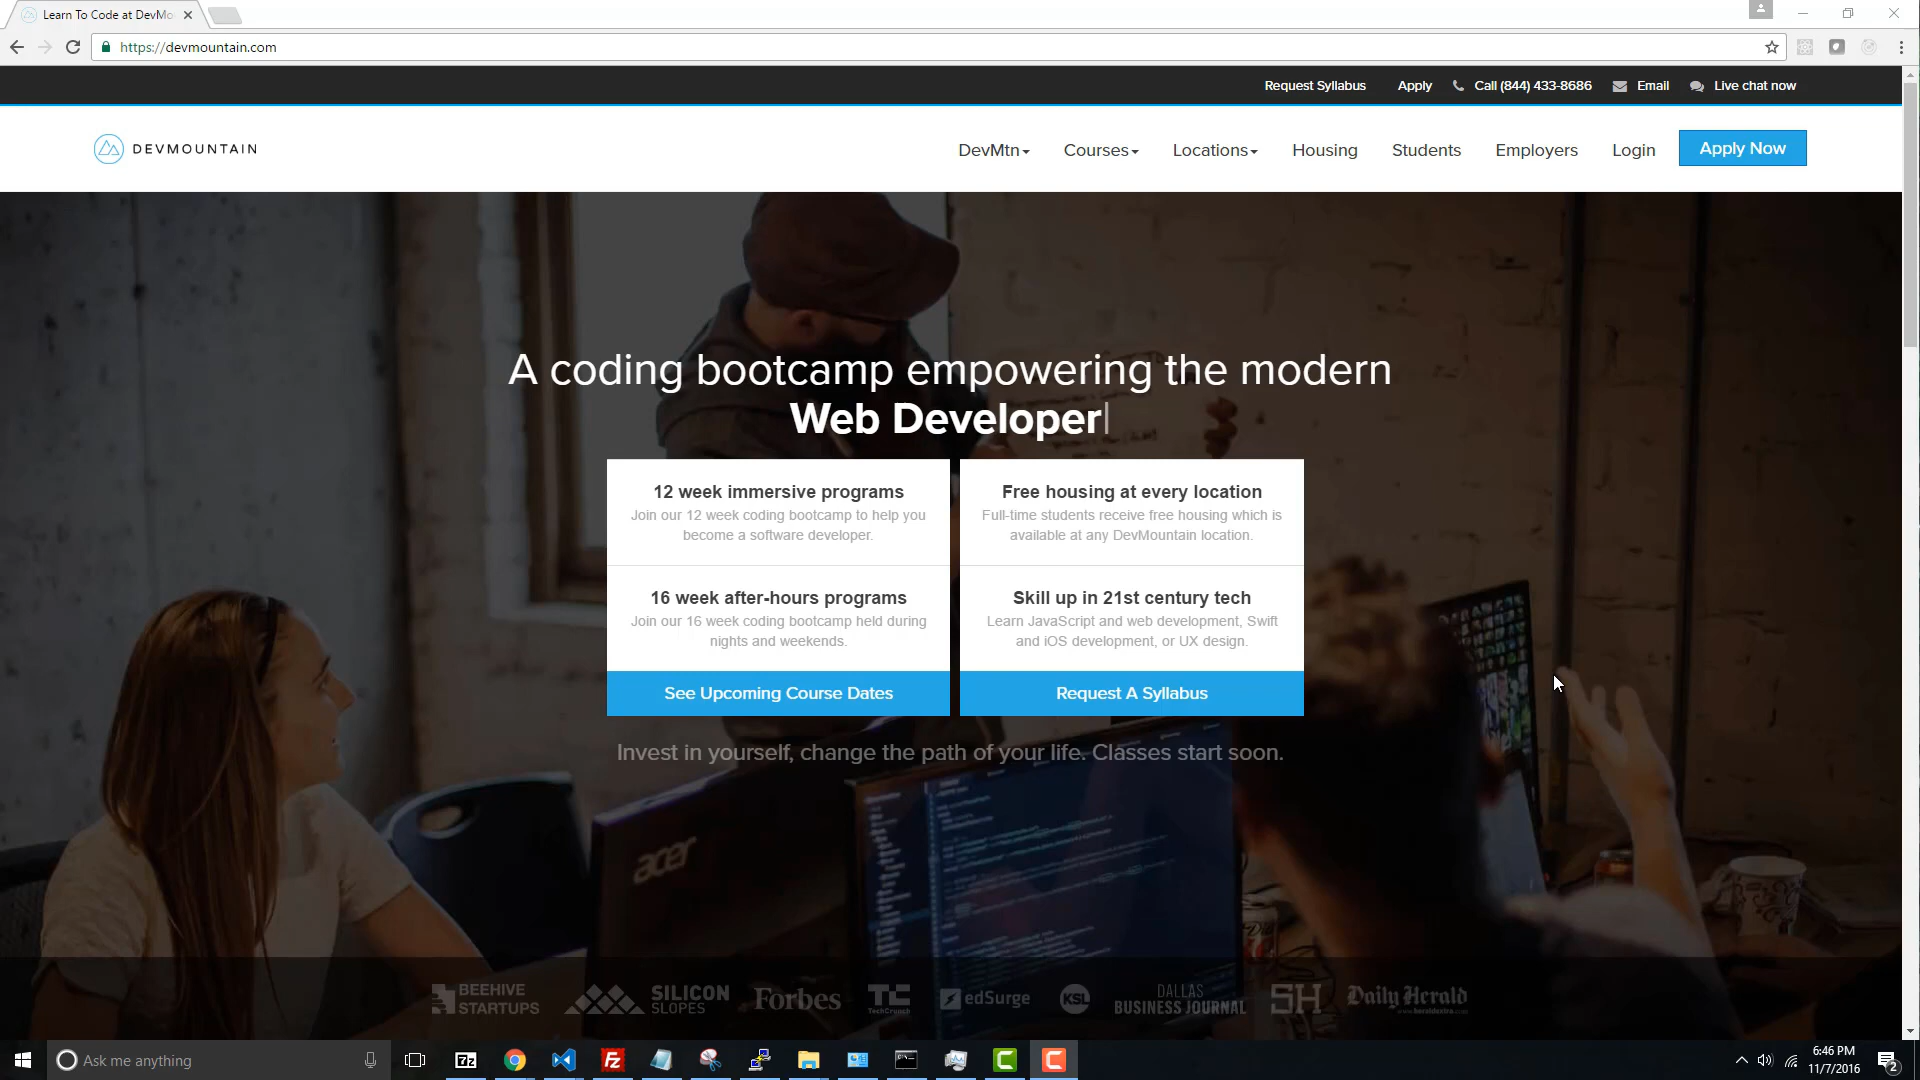 Learn To Code at DevMo
https://devmountain.com
Request Syllabus Apply Call (844) 433-8686 Email Live chat now
DEVMOUNTAIN
DevMtn Courses Locations Housing Students Employers Login Apply Now
A coding bootcamp empowering the modern
Web Developer|
12 week immersive programs
Join our 12 week coding bootcamp to help you
become a software developer.
Free housing at every location
Full-time students receive free housing which is
available at any DevMountain location.
16 week after-hours programs
Join our 16 week coding bootcamp held during
nights and weekends.
Skill up in 21st century tech
Learn JavaScript and web development, Swift
and iOS development, or UX design.
See Upcoming Course Dates
Request A Syllabus
Invest in yourself, change the path of your life. Classes start soon.
acer
BEEHIVE
STARTUPS
SILICON
SLOPES
Forbes
TC
TechCrunch
edSurge
KSL
DALLAS
BUSINESS JOURNAL
SH
Daily Herald
Ask me anything
7z
Fz
6:46 PM
11/7/2016
2